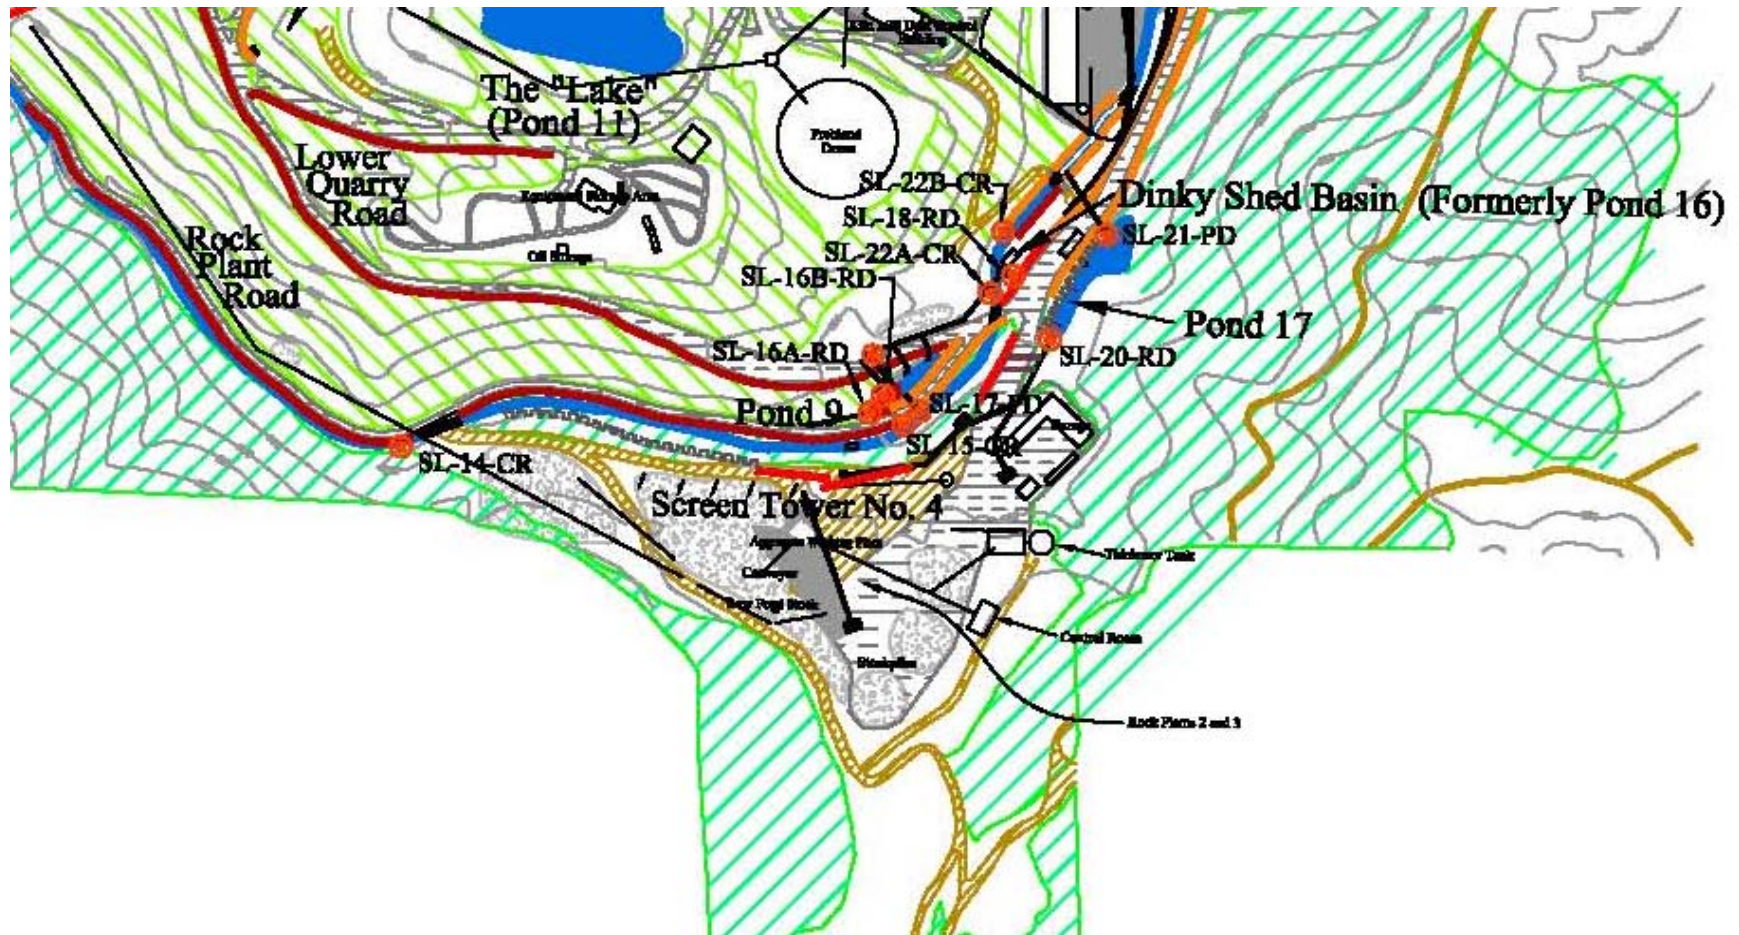 Building
The "Lake"
(Pond 11)
Lower
Quarry
Road
Rock
Plant
Road
SL-22B-CR
SL-18-RD
SL-22A-CR
SL-16B-RD
SL-16A-RD
Dinky Shed Basin (Formerly Pond 16)
SL-21-PD
Pond 17
SL-20-RD
Pond 9
SL-17-PD
SL-15-CR
SL-14-CR
Screen Tower No. 4
Conveyor
Thickener Tank
Control Room
Stockpiles
Rock Plants 2 and 3